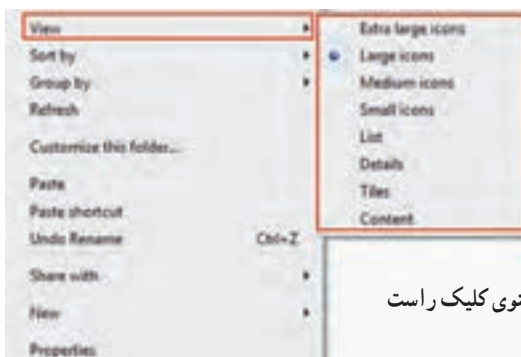 View
Sort by
Group by
Refresh
Customize this folder...
Paste
Paste shortcut
Undo Rename Ctrl+Z
Share with
New
Properties
Extra large icons
Large icons
Medium icons
Small icons
List
Details
Tiles
Content
کلیک راست